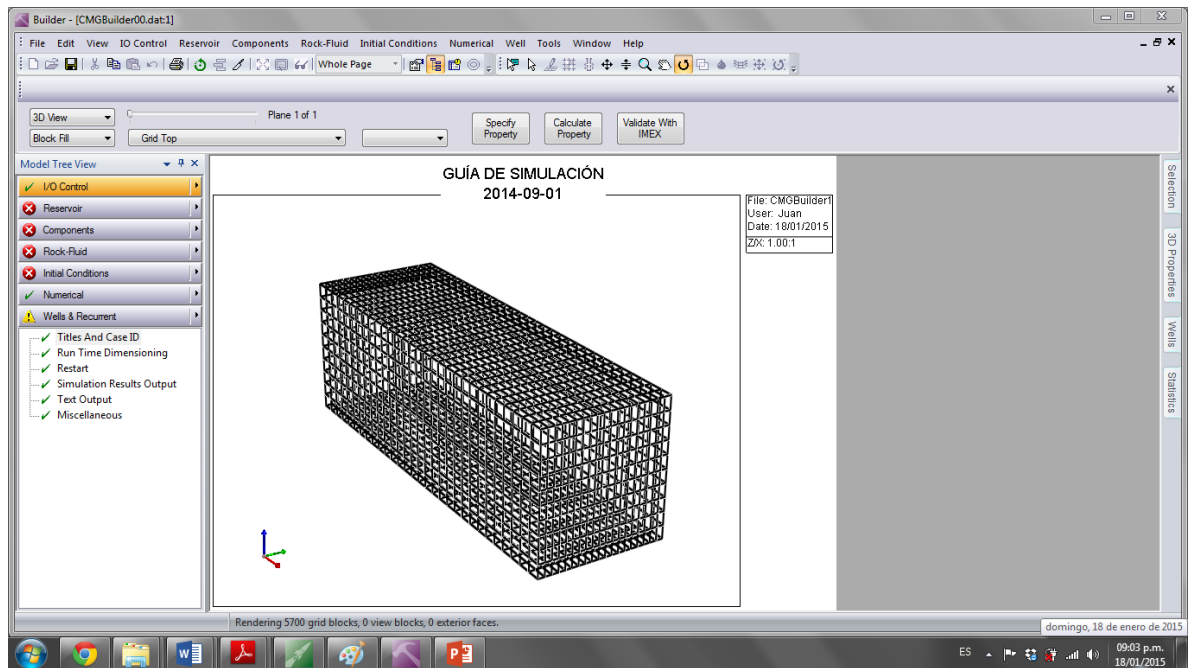 Builder - [CMGBuilder00.dat:1]
File Edit View IO Control Reservoir Components Rock-Fluid Initial Conditions Numerical Well Tools Window Help
Whole Page
3D View
Plane 1 of 1
Block Fill
Grid Top
Specify Property
Calculate Property
Validate With IMEX
Model Tree View
I/O Control
Reservoir
Components
Rock-Fluid
Initial Conditions
Numerical
Wells & Recurrent
Titles And Case ID
Run Time Dimensioning
Restart
Simulation Results Output
Text Output
Miscellaneous
GUÍA DE SIMULACIÓN
2014-09-01
File: CMGBuilder1
User: Juan
Date: 18/01/2015
Z/X: 1.00:1
Selection
3D Properties
Wells
Statistics
Rendering 5700 grid blocks, 0 view blocks, 0 exterior faces.
domingo, 18 de enero de 2015
ES
09:03 p.m.
18/01/2015